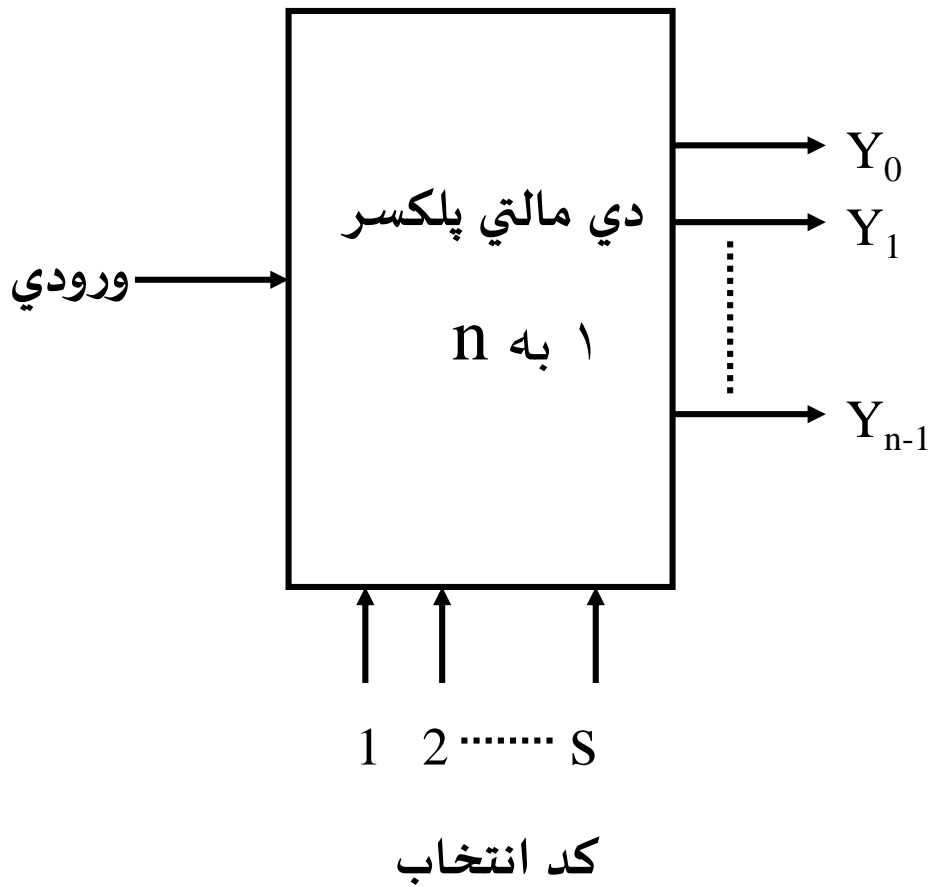 Y₀
دي مالتي پلكسر
Y₁
ورودي
۱ به n
Yₙ₋₁
1 2 ........ S
كد انتخاب